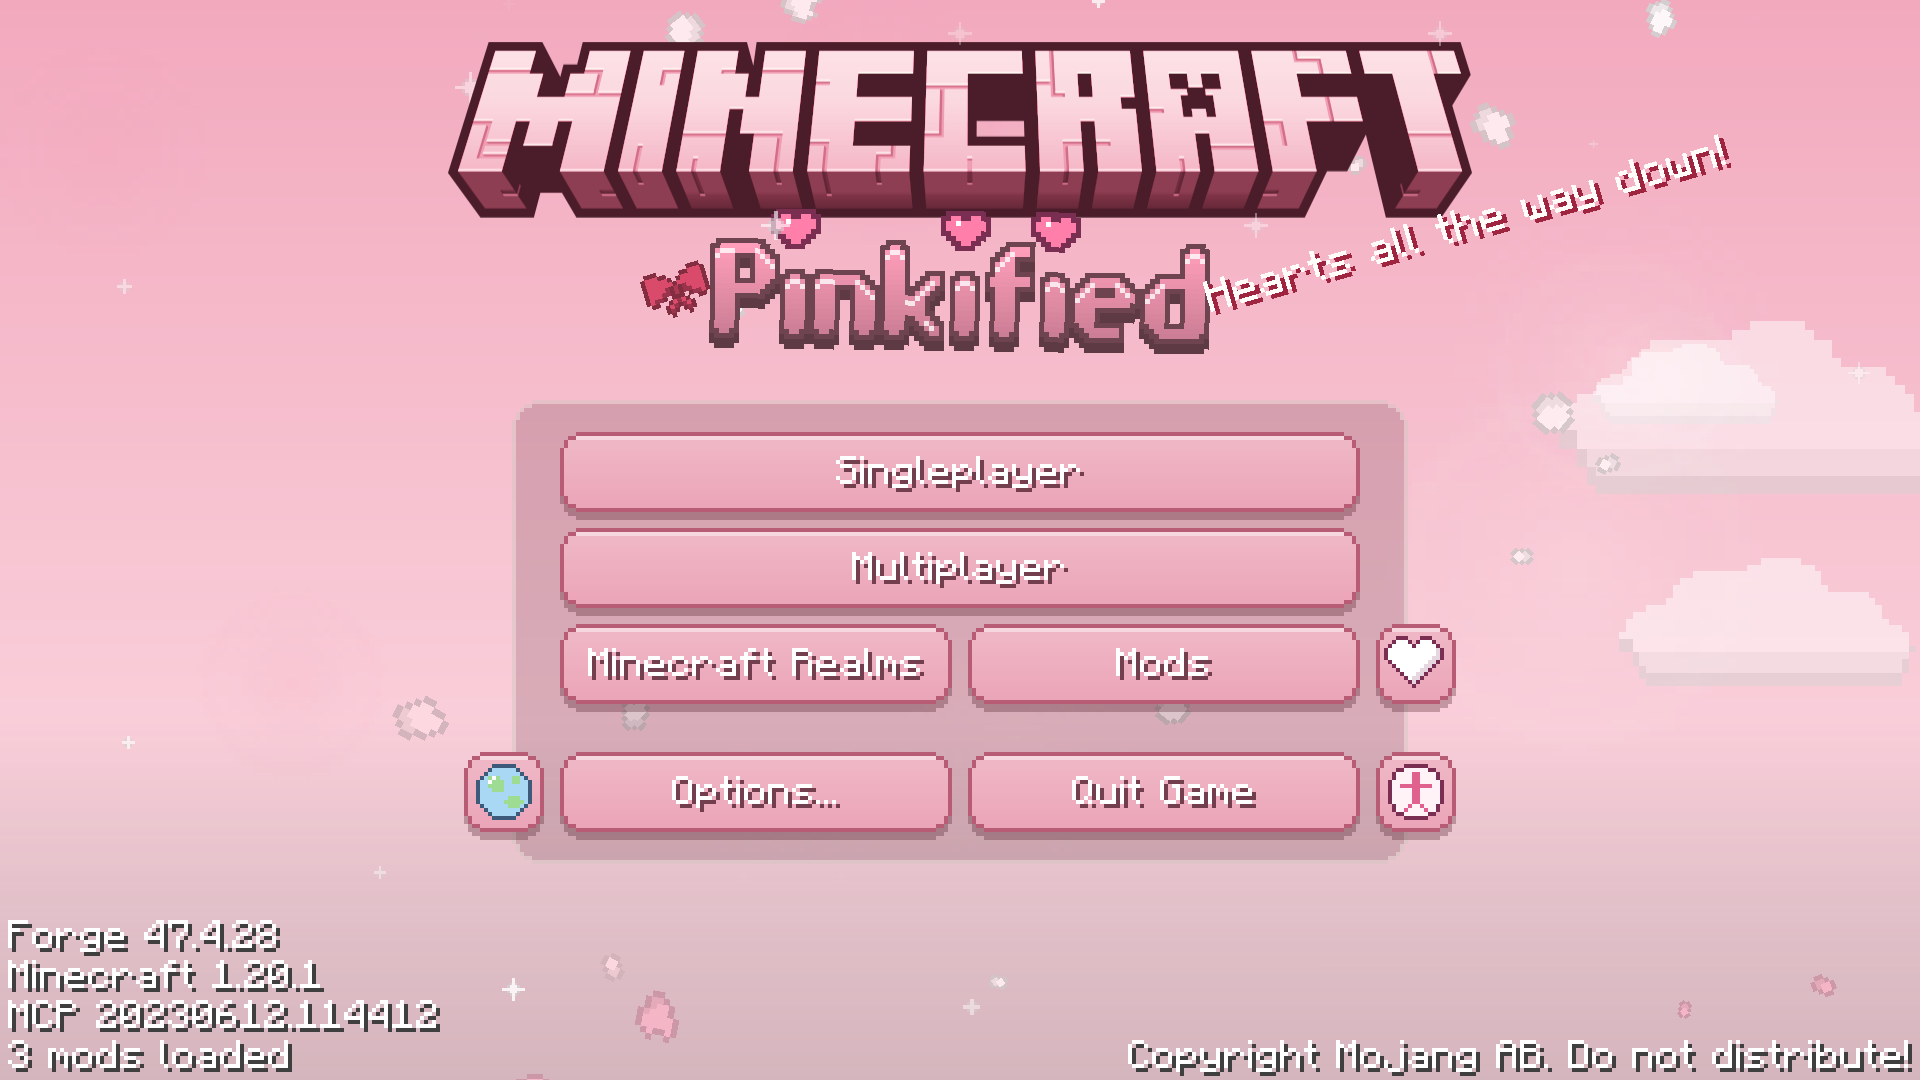 MINECRAFT
Pinkified
Hearts all the way down!
Singleplayer
Multiplayer
Minecraft Realms
Mods
Options...
Quit Game
Forge 47.4.28
Minecraft 1.20.1
MCP 20230612.114412
3 mods loaded
Copyright Mojang AB. Do not distribute!